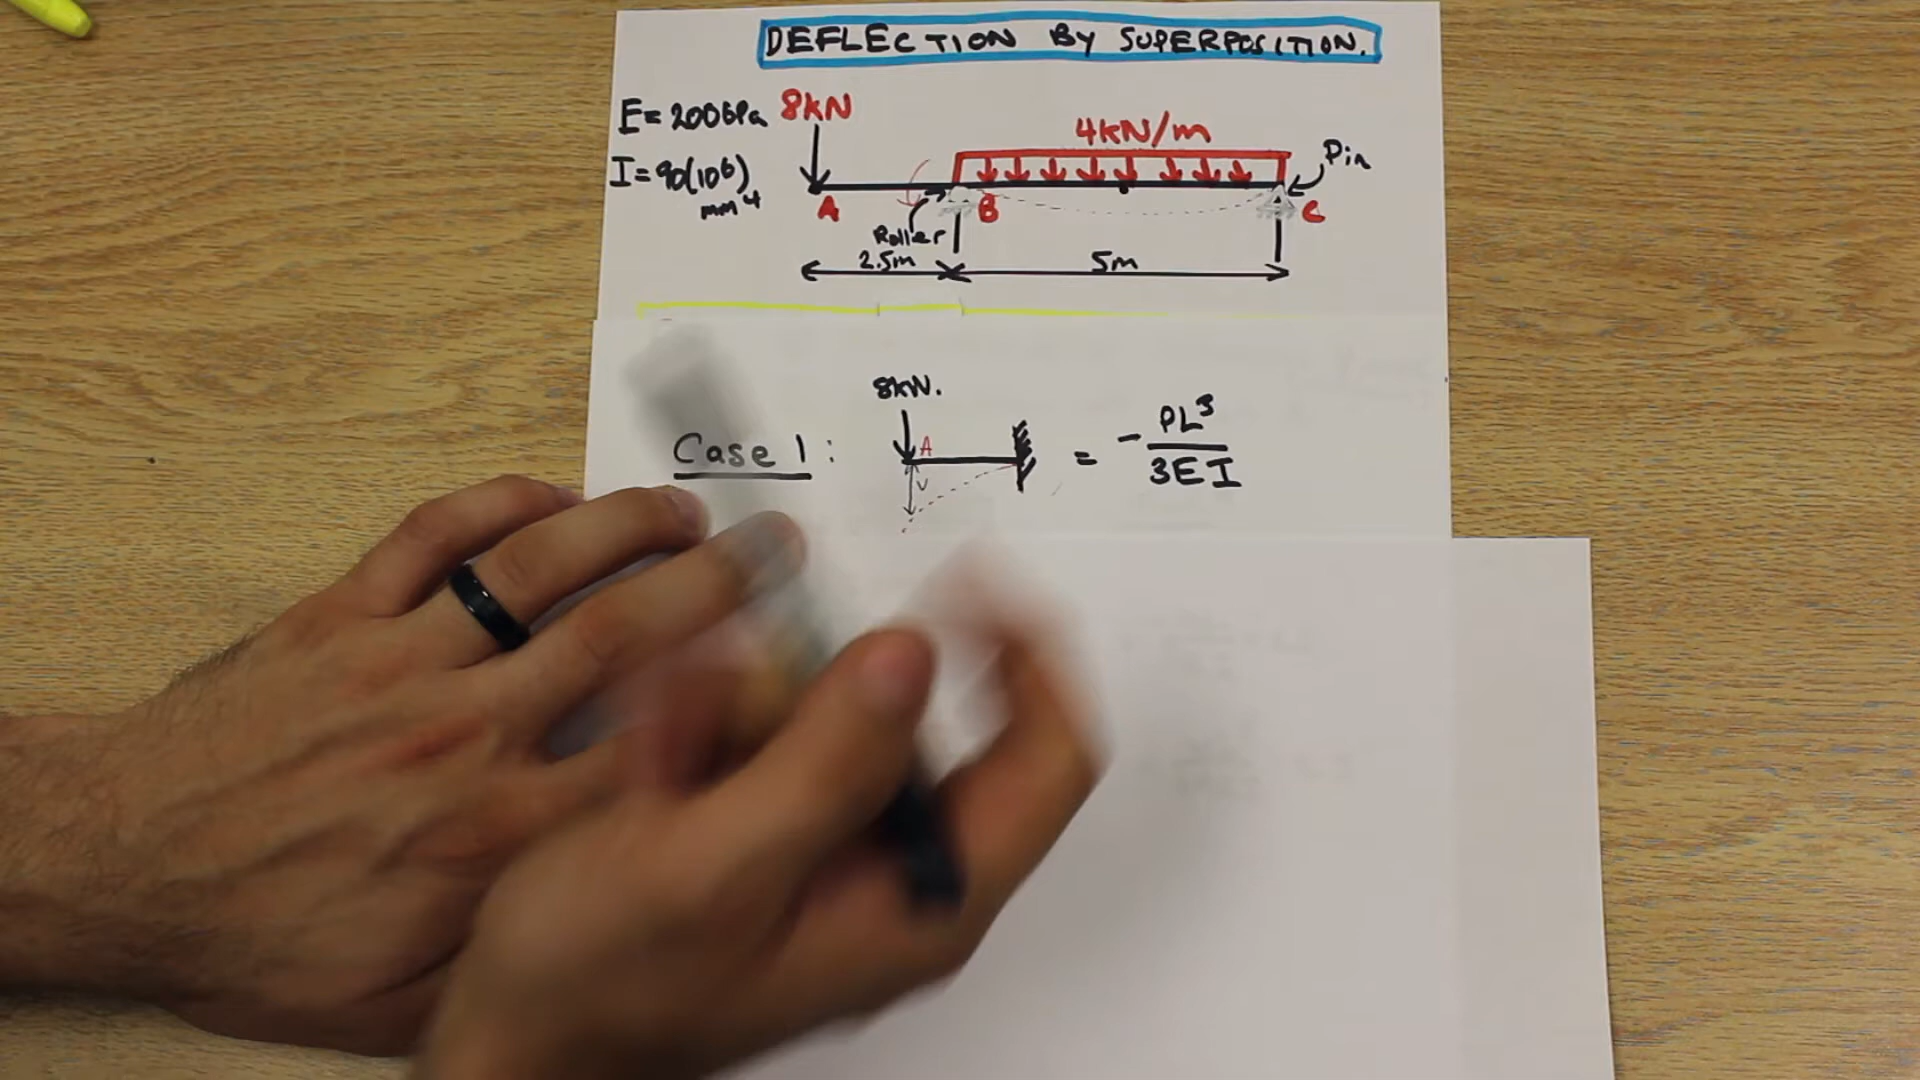 DEFLECTION BY SUPERPOSITION.
E = 200GPa
8kN
4kN/m
Pin
I = 90(10⁶)
mm⁴
A
B
C
Roller
2.5m
5m
8kN.
Case 1 :
A
= - PL³
3EI
v